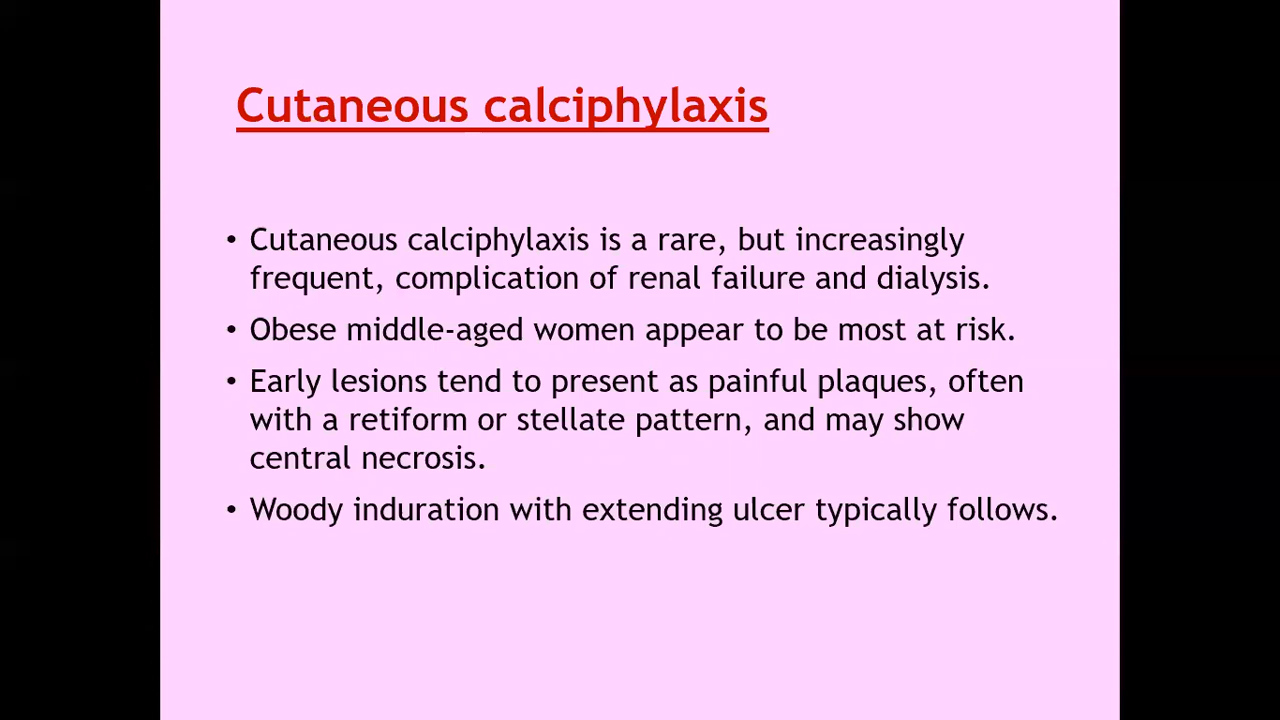 Cutaneous calciphylaxis
• Cutaneous calciphylaxis is a rare, but increasingly
frequent, complication of renal failure and dialysis.
• Obese middle-aged women appear to be most at risk.
• Early lesions tend to present as painful plaques, often
with a retiform or stellate pattern, and may show
central necrosis.
• Woody induration with extending ulcer typically follows.